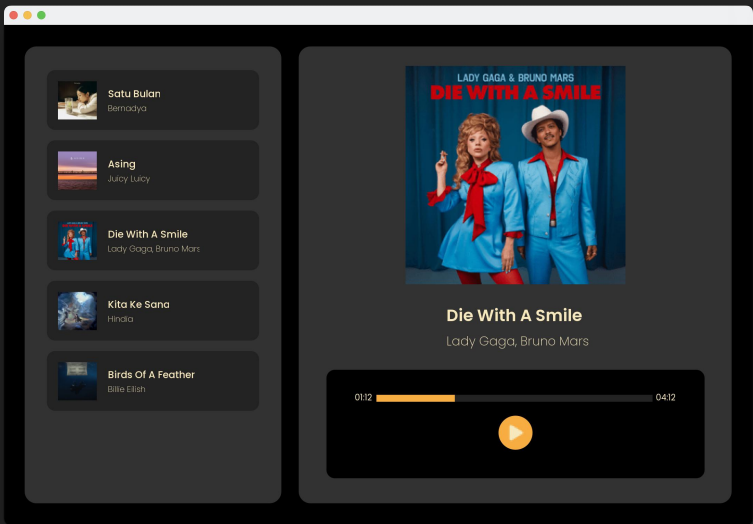 Satu Bulan
Bernadya
Asing
Juicy Luicy
Die With A Smile
Lady Gaga, Bruno Mars
Kita Ke Sana
Hindia
Birds Of A Feather
Billie Eilish
LADY GAGA & BRUNO MARS
DIE WITH A SMILE
Die With A Smile
Lady Gaga, Bruno Mars
01:12
04:12